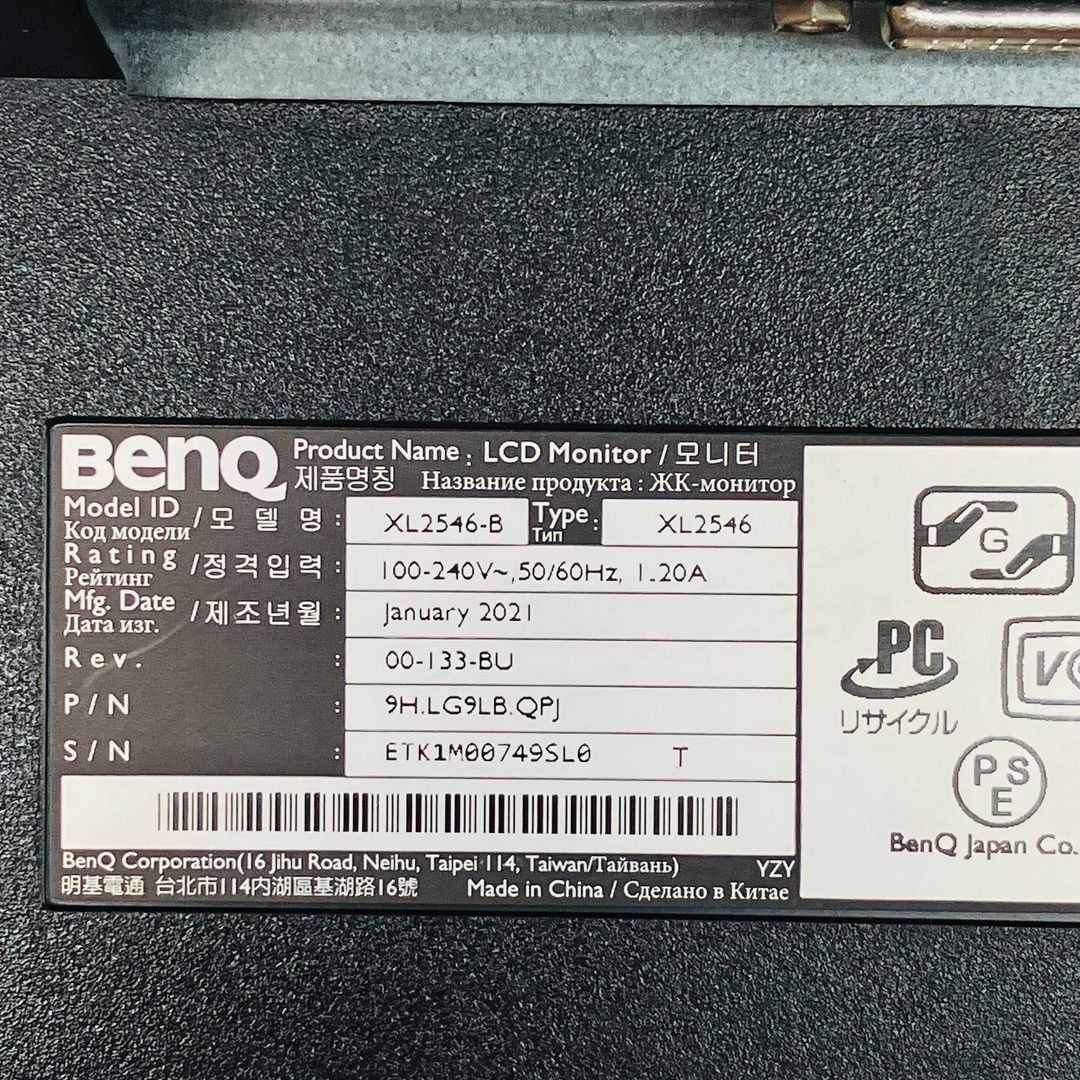 BenQ
Product Name : LCD Monitor / 모니터
제품명칭 Название продукта : ЖК-монитор
Model ID / 모 델 명 : XL2546-B Type : XL2546
Код модели Тип
Rating / 정격입력 : 100-240V~,50/60Hz, 1.20A
Рейтинг
Mfg. Date / 제조년월 : January 2021
Дата изг.
Rev. : 00-133-BU
P/N : 9H.LG9LB.QPJ
S/N : ETK1M00749SL0 T
BenQ Corporation(16 Jihu Road, Neihu, Taipei 114, Taiwan/Тайвань) YZY
明基電通 台北市114內湖區基湖路16號 Made in China / Сделано в Китае
G
PC
リサイクル
PSE
BenQ Japan Co.